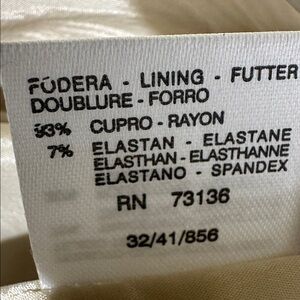 FODERA - LINING - FUTTER
DOUBLURE - FORRO
93% CUPRO - RAYON
7% ELASTAN - ELASTANE
ELASTHAN - ELASTHANNE
ELASTANO - SPANDEX
RN 73136
32/41/856